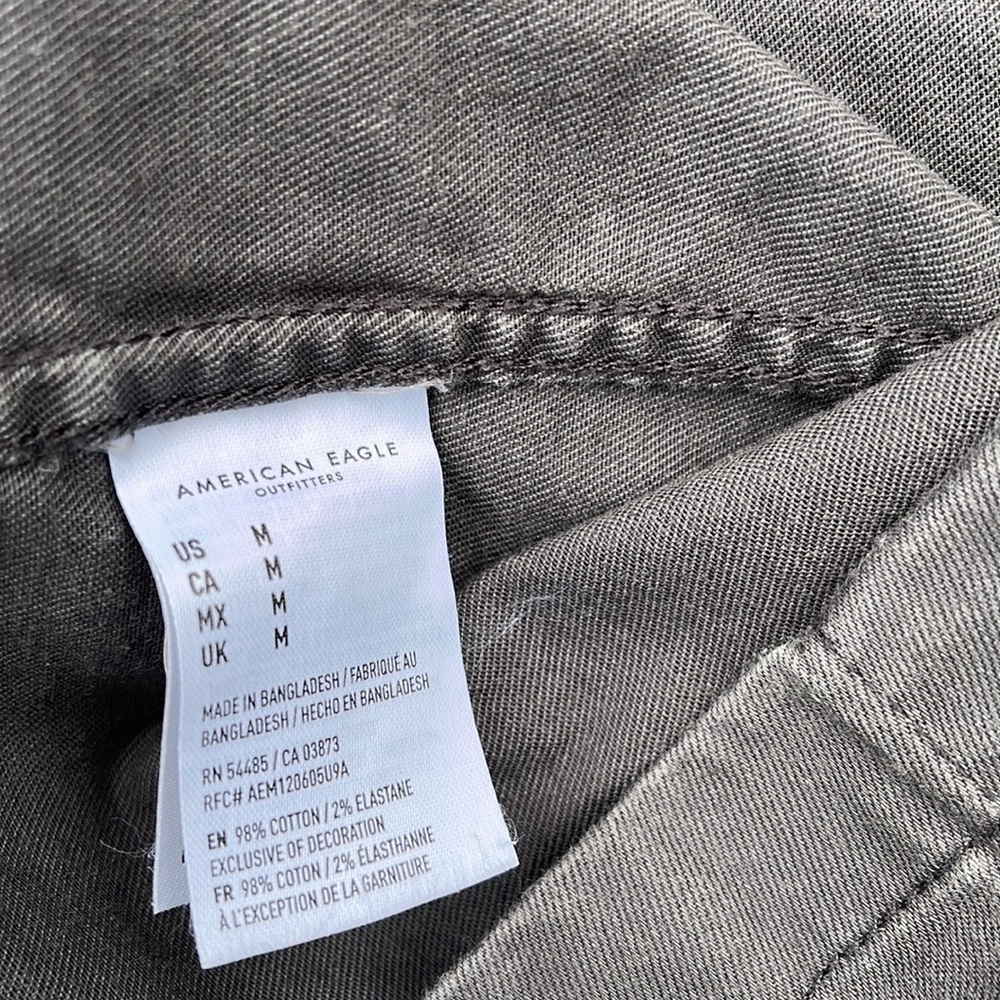 AMERICAN EAGLE
OUTFITTERS
US M
CA M
MX M
UK M
MADE IN BANGLADESH / FABRIQUÉ AU
BANGLADESH / HECHO EN BANGLADESH
RN 54485 / CA 03873
RFC# AEM120605U9A
EN 98% COTTON / 2% ELASTANE
EXCLUSIVE OF DECORATION
FR 98% COTON / 2% ÉLASTHANNE
À L'EXCEPTION DE LA GARNITURE